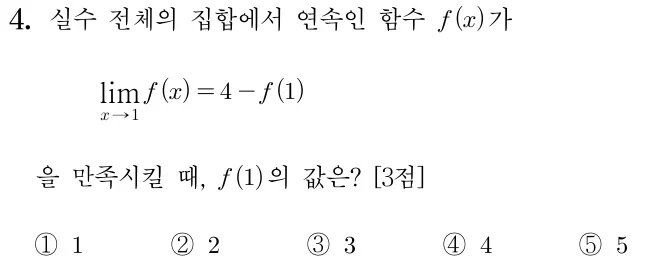 4. 실수 전체의 집합에서 연속인 함수 f(x)가
lim f(x) = 4 − f(1)
x→1
을 만족시킬 때, f(1)의 값은? [3점]
① 1 ② 2 ③ 3 ④ 4 ⑤ 5